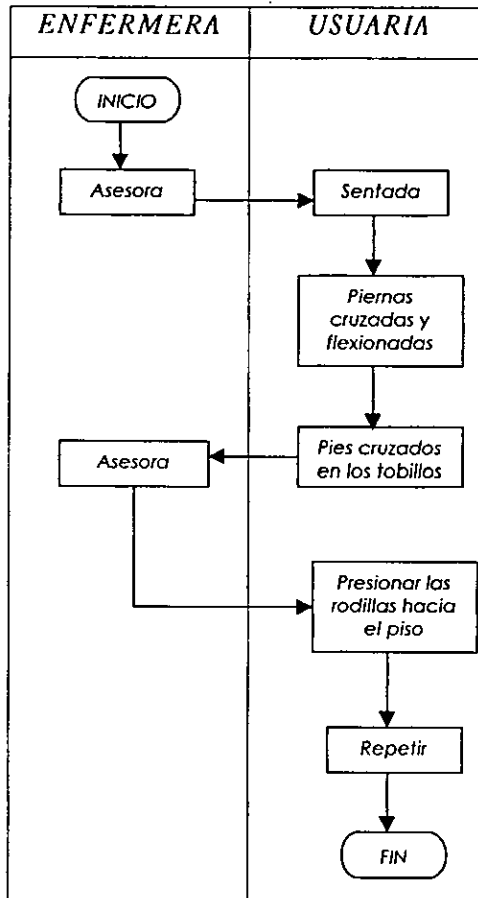 ENFERMERA USUARIA
INICIO
Asesora
Sentada
Piernas
cruzadas y
flexionadas
Pies cruzados
en los tobillos
Asesora
Presionar las
rodillas hacia
el piso
Repetir
FIN